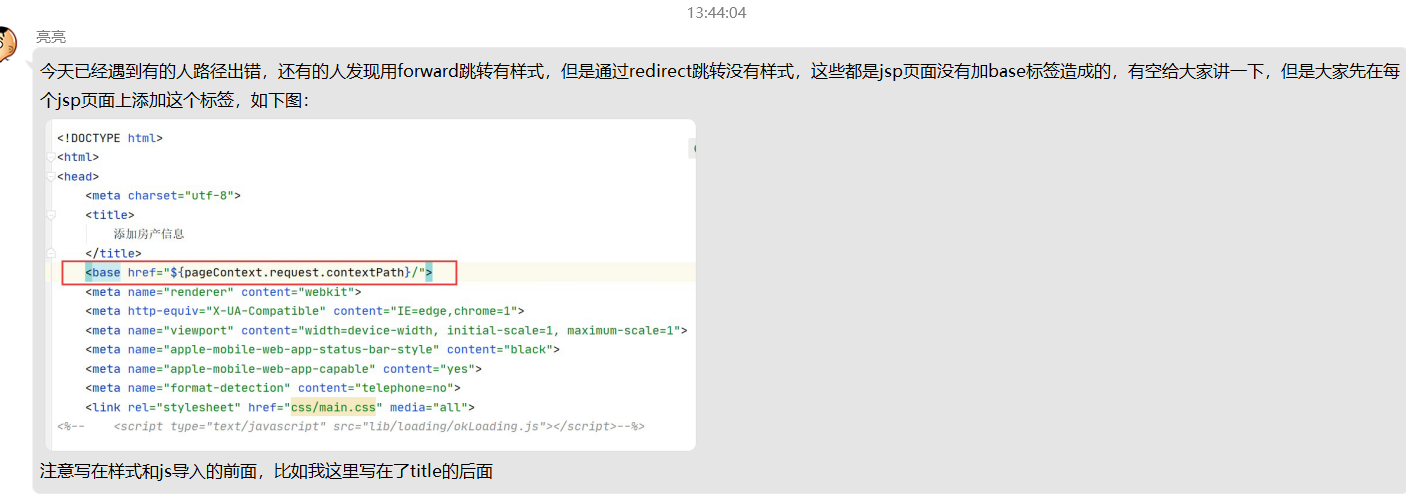 13:44:04
亮亮
今天已经遇到有的人路径出错，还有的人发现用forward跳转有样式，但是通过redirect跳转没有样式，这些都是jsp页面没有加base标签造成的，有空给大家讲一下，但是大家先在每
个jsp页面上添加这个标签，如下图：
<!DOCTYPE html>
<html>
<head>
<meta charset="utf-8">
<title>
添加房产信息
</title>
<base href="${pageContext.request.contextPath}/">
<meta name="renderer" content="webkit">
<meta http-equiv="X-UA-Compatible" content="IE=edge,chrome=1">
<meta name="viewport" content="width=device-width, initial-scale=1, maximum-scale=1">
<meta name="apple-mobile-web-app-status-bar-style" content="black">
<meta name="apple-mobile-web-app-capable" content="yes">
<meta name="format-detection" content="telephone=no">
<link rel="stylesheet" href="css/main.css" media="all">
<%-- <script type="text/javascript" src="lib/loading/okLoading.js"></script>--%>
注意写在样式和js导入的前面，比如我这里写在了title的后面